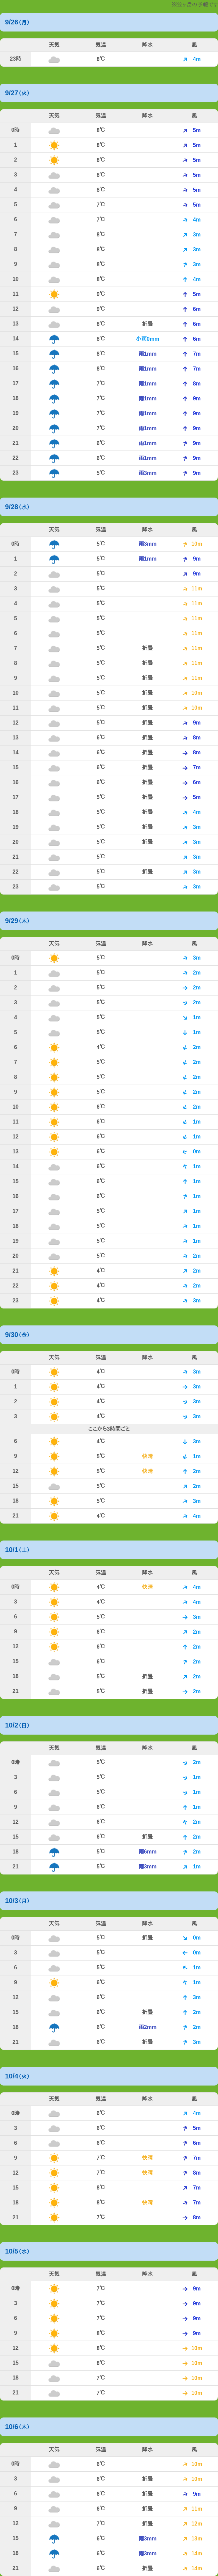 天気&風の予報です
9/26(月)
天気 気温 降水 風
23時 8℃ 4m
9/27(火)
天気 気温 降水 風
0時 8℃ 5m
1 8℃ 5m
2 8℃ 5m
3 8℃ 5m
4 8℃ 5m
5 7℃ 5m
6 7℃ 4m
7 8℃ 3m
8 8℃ 3m
9 8℃ 3m
10 8℃ 4m
11 9℃ 5m
12 9℃ 6m
13 8℃ 折畳 6m
14 8℃ 小雨0mm 6m
15 8℃ 雨1mm 7m
16 8℃ 雨1mm 7m
17 7℃ 雨1mm 8m
18 7℃ 雨1mm 9m
19 7℃ 雨1mm 9m
20 7℃ 雨1mm 9m
21 6℃ 雨1mm 9m
22 6℃ 雨1mm 9m
23 5℃ 雨3mm 9m
9/28(水)
天気 気温 降水 風
0時 5℃ 雨3mm 10m
1 5℃ 雨1mm 9m
2 5℃ 9m
3 5℃ 11m
4 5℃ 11m
5 5℃ 11m
6 5℃ 11m
7 5℃ 折畳 11m
8 5℃ 折畳 11m
9 5℃ 折畳 11m
10 5℃ 折畳 10m
11 5℃ 折畳 10m
12 5℃ 折畳 9m
13 6℃ 折畳 8m
14 6℃ 折畳 8m
15 6℃ 折畳 7m
16 6℃ 折畳 6m
17 5℃ 折畳 5m
18 5℃ 折畳 4m
19 5℃ 折畳 3m
20 5℃ 折畳 3m
21 5℃ 3m
22 5℃ 折畳 3m
23 5℃ 3m
9/29(木)
天気 気温 降水 風
0時 5℃ 3m
1 5℃ 2m
2 5℃ 2m
3 5℃ 2m
4 5℃ 1m
5 5℃ 1m
6 4℃ 2m
7 5℃ 2m
8 5℃ 2m
9 5℃ 2m
10 6℃ 2m
11 6℃ 1m
12 6℃ 1m
13 6℃ 0m
14 6℃ 1m
15 6℃ 1m
16 6℃ 1m
17 5℃ 1m
18 5℃ 1m
19 5℃ 1m
20 5℃ 2m
21 4℃ 2m
22 4℃ 2m
23 4℃ 3m
9/30(金)
天気 気温 降水 風
0時 4℃ 3m
1 4℃ 3m
2 4℃ 3m
3 4℃ 3m
ここから3時間ごと
6 4℃ 3m
9 5℃ 快晴 1m
12 5℃ 快晴 2m
15 5℃ 2m
18 5℃ 3m
21 4℃ 4m
10/1(土)
天気 気温 降水 風
0時 4℃ 快晴 4m
3 4℃ 4m
6 5℃ 3m
9 6℃ 2m
12 6℃ 2m
15 6℃ 2m
18 5℃ 折畳 2m
21 5℃ 折畳 2m
10/2(日)
天気 気温 降水 風
0時 5℃ 2m
3 5℃ 1m
6 5℃ 1m
9 6℃ 1m
12 6℃ 2m
15 6℃ 折畳 2m
18 5℃ 雨6mm 2m
21 5℃ 雨3mm 1m
10/3(月)
天気 気温 降水 風
0時 5℃ 折畳 0m
3 5℃ 0m
6 5℃ 1m
9 6℃ 1m
12 6℃ 3m
15 6℃ 折畳 2m
18 6℃ 雨2mm 2m
21 6℃ 折畳 3m
10/4(火)
天気 気温 降水 風
0時 6℃ 4m
3 6℃ 5m
6 6℃ 6m
9 7℃ 快晴 7m
12 7℃ 快晴 8m
15 8℃ 7m
18 8℃ 快晴 7m
21 7℃ 8m
10/5(水)
天気 気温 降水 風
0時 7℃ 9m
3 7℃ 9m
6 7℃ 9m
9 8℃ 9m
12 8℃ 10m
15 8℃ 10m
18 7℃ 10m
21 7℃ 10m
10/6(木)
天気 気温 降水 風
0時 6℃ 10m
3 6℃ 折畳 10m
6 6℃ 折畳 9m
9 6℃ 折畳 11m
12 7℃ 折畳 12m
15 6℃ 雨3mm 13m
18 6℃ 雨3mm 14m
21 6℃ 折畳 14m